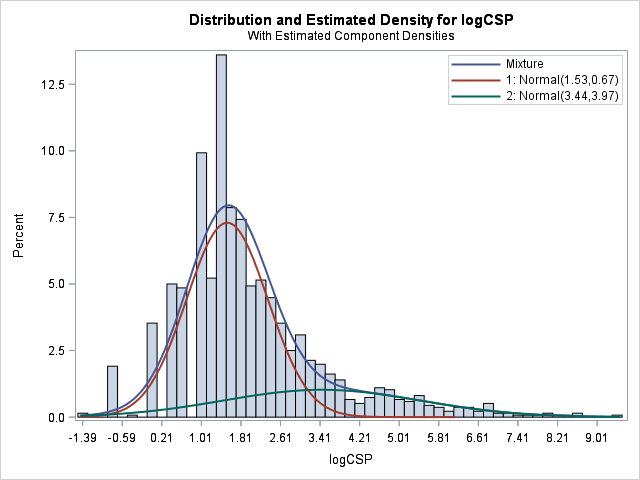 Distribution and Estimated Density for logCSP
With Estimated Component Densities
Mixture
1: Normal(1.53,0.67)
2: Normal(3.44,3.97)
Percent
12.5
10.0
7.5
5.0
2.5
0.0
-1.39 -0.59 0.21 1.01 1.81 2.61 3.41 4.21 5.01 5.81 6.61 7.41 8.21 9.01
logCSP